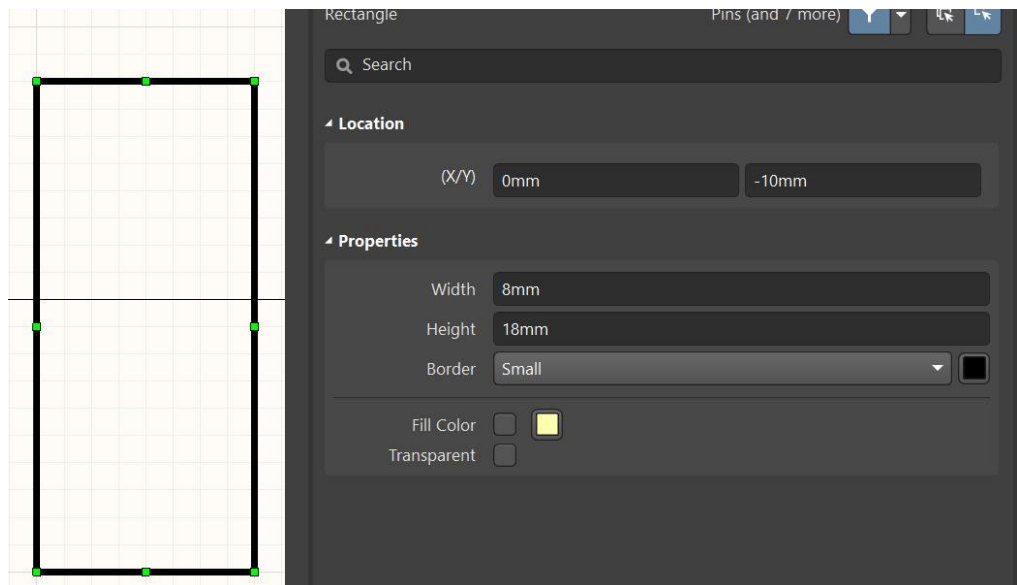 Rectangle Pins (and 7 more)
Search
Location
(X/Y) 0mm -10mm
Properties
Width 8mm
Height 18mm
Border Small
Fill Color
Transparent